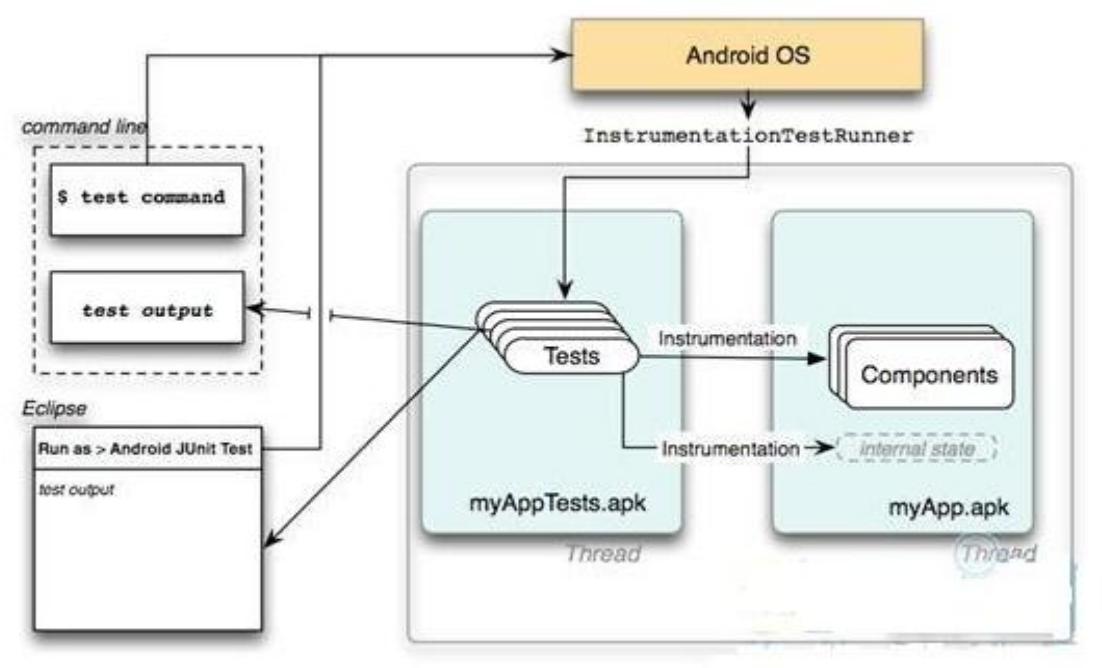 Android OS
command line
InstrumentationTestRunner
$ test command
test output
Tests
Instrumentation
Components
Eclipse
Run as > Android JUnit Test
Instrumentation
internal state
test output
myAppTests.apk
myApp.apk
Thread
Thread